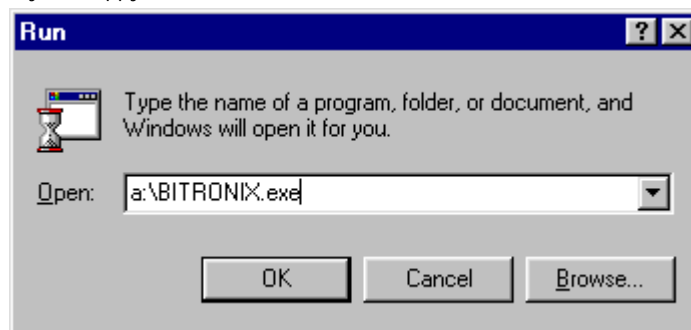 Run
Type the name of a program, folder, or document, and
Windows will open it for you.
Open: a:\BITRONIX.exe
OK Cancel Browse...